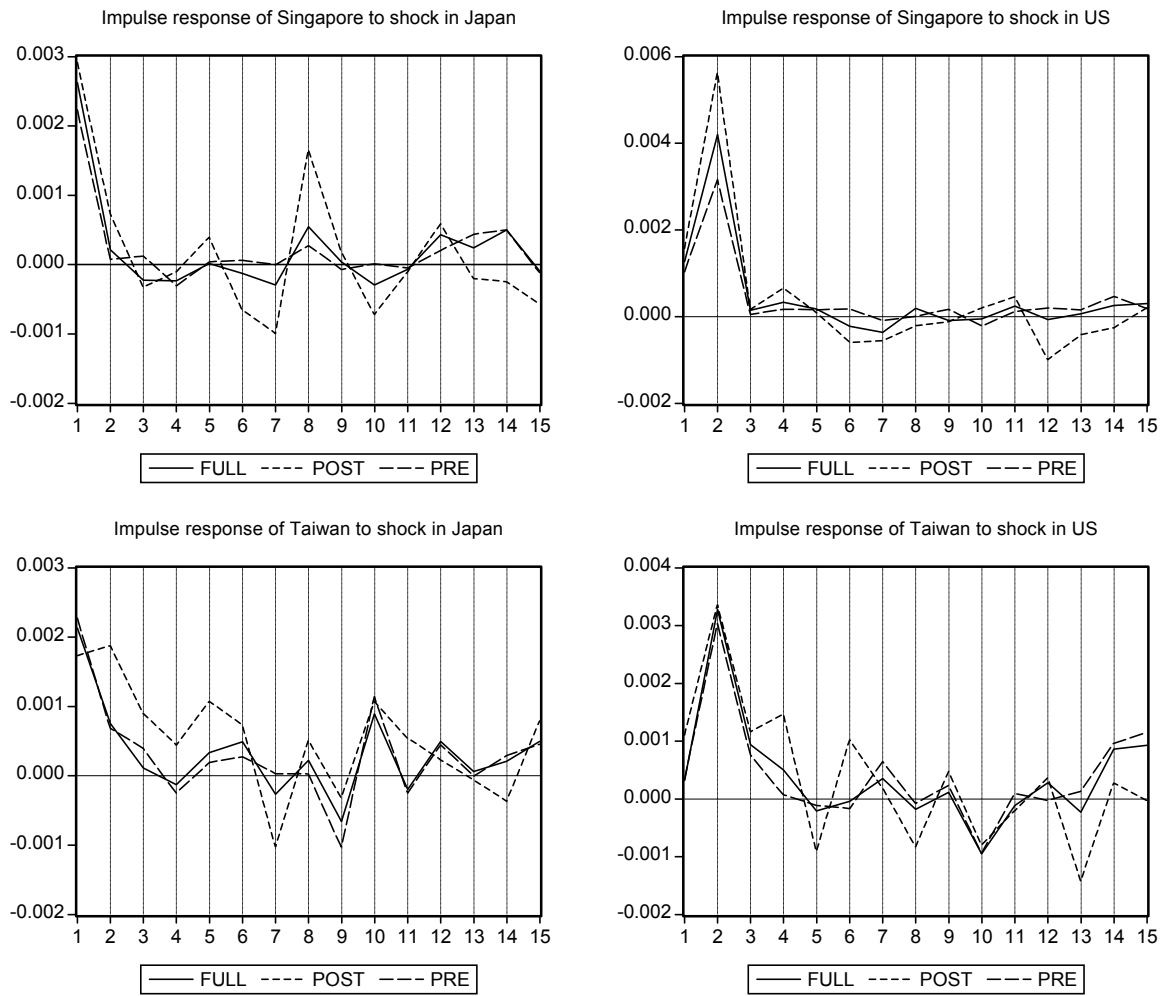 Impulse response of Singapore to shock in Japan
0.003
0.002
0.001
0.000
-0.001
-0.002
1 2 3 4 5 6 7 8 9 10 11 12 13 14 15
FULL POST PRE
Impulse response of Singapore to shock in US
0.006
0.004
0.002
0.000
-0.002
1 2 3 4 5 6 7 8 9 10 11 12 13 14 15
FULL POST PRE
Impulse response of Taiwan to shock in Japan
0.003
0.002
0.001
0.000
-0.001
-0.002
1 2 3 4 5 6 7 8 9 10 11 12 13 14 15
FULL POST PRE
Impulse response of Taiwan to shock in US
0.004
0.003
0.002
0.001
0.000
-0.001
-0.002
1 2 3 4 5 6 7 8 9 10 11 12 13 14 15
FULL POST PRE